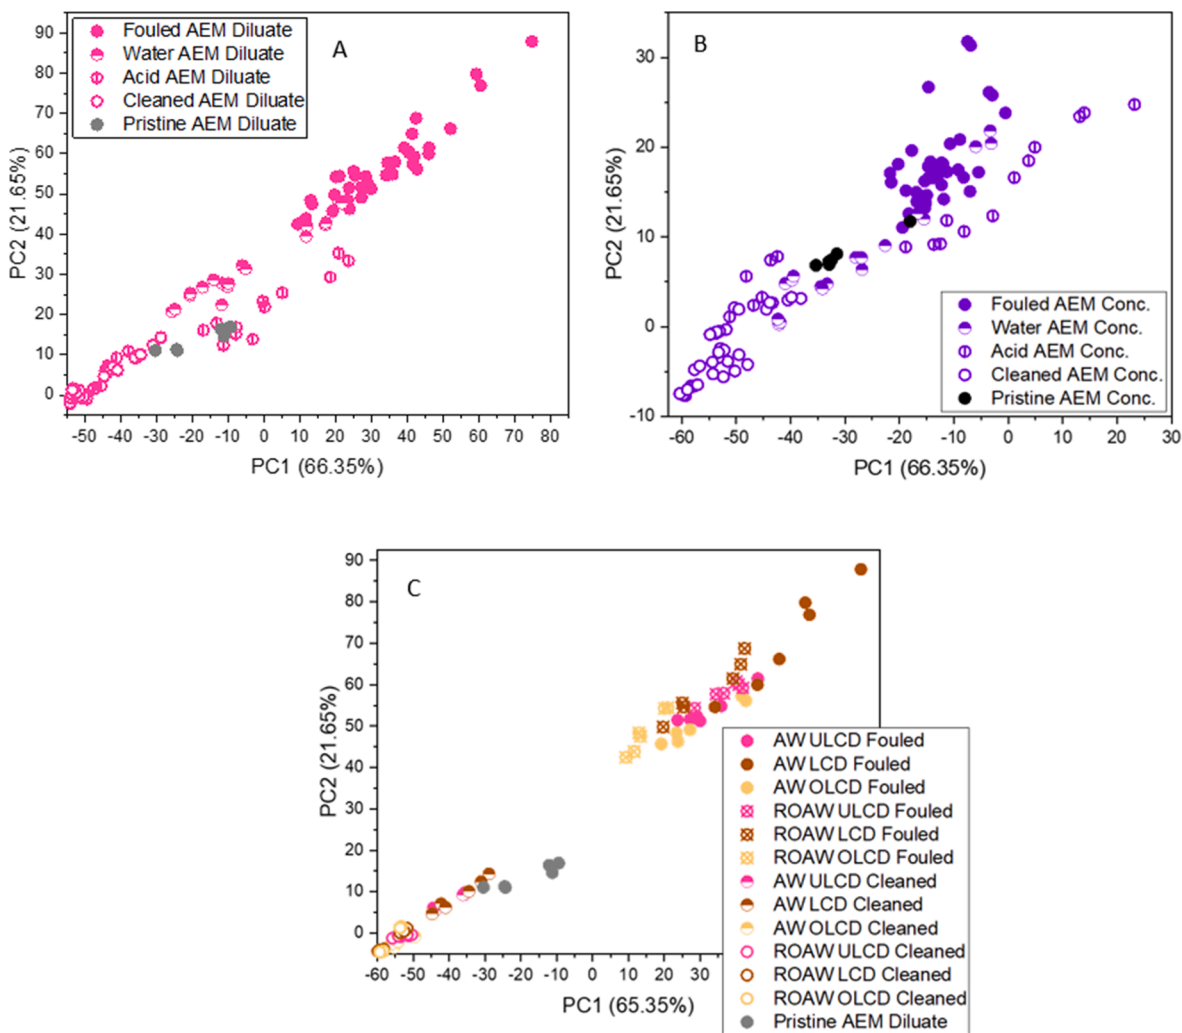 Fouled AEM Diluate
Water AEM Diluate
Acid AEM Diluate
Cleaned AEM Diluate
Pristine AEM Diluate
A
90
80
70
60
50
40
30
20
10
0
PC2 (21.65%)
-50 -40 -30 -20 -10 0 10 20 30 40 50 60 70 80
PC1 (66.35%)
B
30
20
10
0
-10
PC2 (21.65%)
Fouled AEM Conc.
Water AEM Conc.
Acid AEM Conc.
Cleaned AEM Conc.
Pristine AEM Conc.
-60 -50 -40 -30 -20 -10 0 10 20 30
PC1 (66.35%)
C
90
80
70
60
50
40
30
20
10
0
PC2 (21.65%)
AW ULCD Fouled
AW LCD Fouled
AW OLCD Fouled
ROAW ULCD Fouled
ROAW LCD Fouled
ROAW OLCD Fouled
AW ULCD Cleaned
AW LCD Cleaned
AW OLCD Cleaned
ROAW ULCD Cleaned
ROAW LCD Cleaned
ROAW OLCD Cleaned
Pristine AEM Diluate
-60 -50 -40 -30 -20 -10 0 10 20 30
PC1 (65.35%)